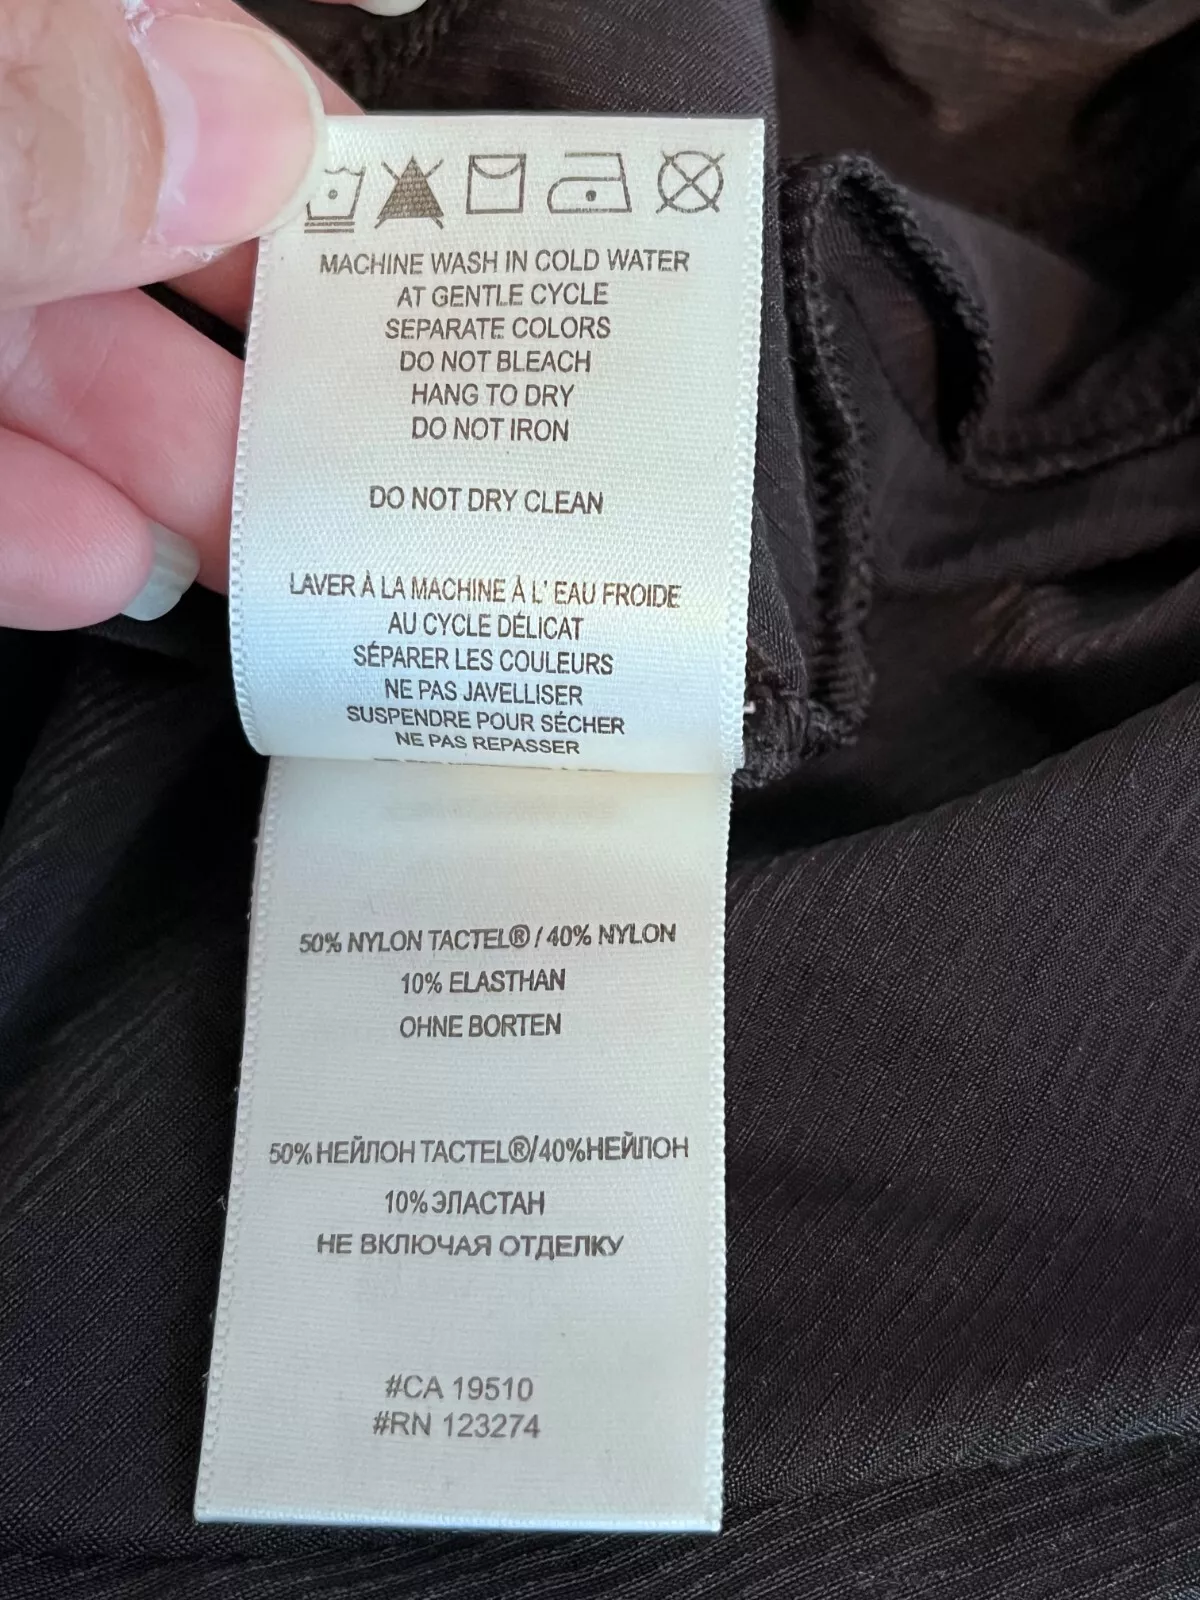 MACHINE WASH IN COLD WATER
AT GENTLE CYCLE
SEPARATE COLORS
DO NOT BLEACH
HANG TO DRY
DO NOT IRON
DO NOT DRY CLEAN
LAVER À LA MACHINE À L' EAU FROIDE
AU CYCLE DÉLICAT
SÉPARER LES COULEURS
NE PAS JAVELLISER
SUSPENDRE POUR SÉCHER
NE PAS REPASSER
50% NYLON TACTEL® / 40% NYLON
10% ELASTHAN
OHNE BORTEN
50% НЕЙЛОН TACTEL®/40%НЕЙЛОН
10% ЭЛАСТАН
НЕ ВКЛЮЧАЯ ОТДЕЛКУ
#CA 19510
#RN 123274